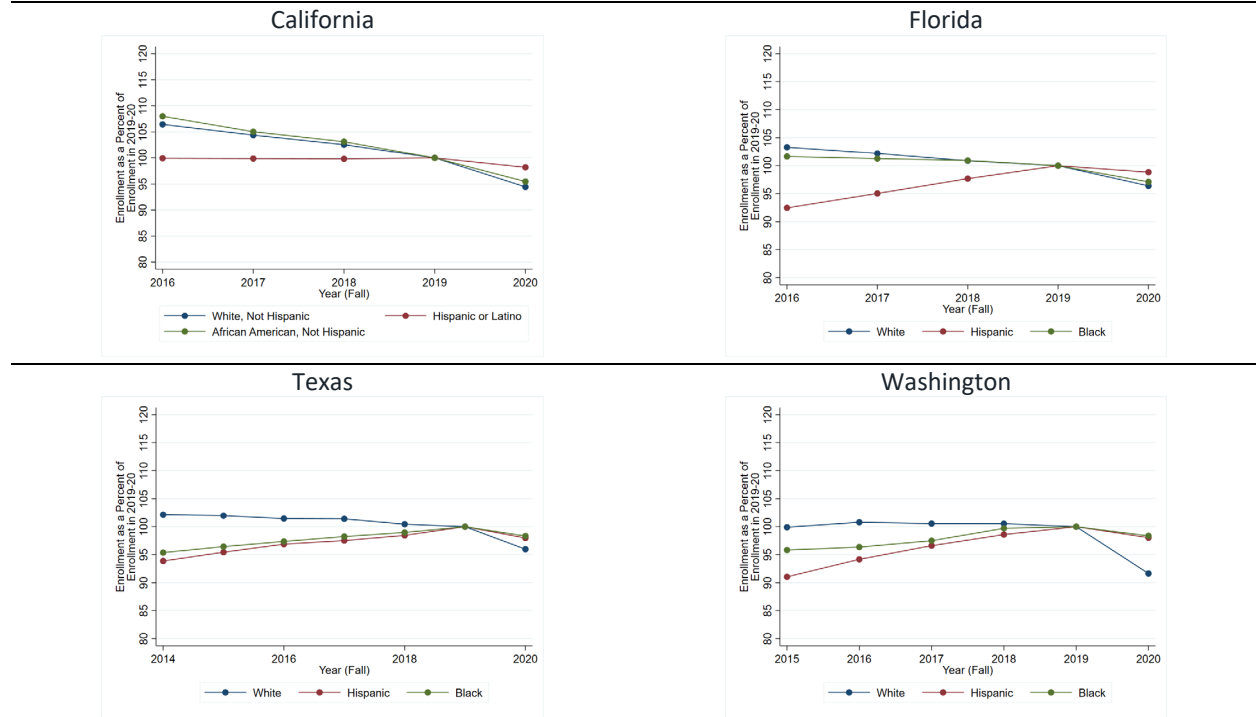 California
Enrollment as a Percent of
Enrollment in 2019-20
120
115
110
105
100
95
90
85
80
2016 2017 2018 2019 2020
Year (Fall)
White, Not Hispanic Hispanic or Latino
African American, Not Hispanic
Florida
Enrollment as a Percent of
Enrollment in 2019-20
120
115
110
105
100
95
90
85
80
2016 2017 2018 2019 2020
Year (Fall)
White Hispanic Black
Texas
Enrollment as a Percent of
Enrollment in 2019-20
120
115
110
105
100
95
90
85
80
2014 2016 2018 2020
Year (Fall)
White Hispanic Black
Washington
Enrollment as a Percent of
Enrollment in 2019-20
120
115
110
105
100
95
90
85
80
2015 2016 2017 2018 2019 2020
Year (Fall)
White Hispanic Black